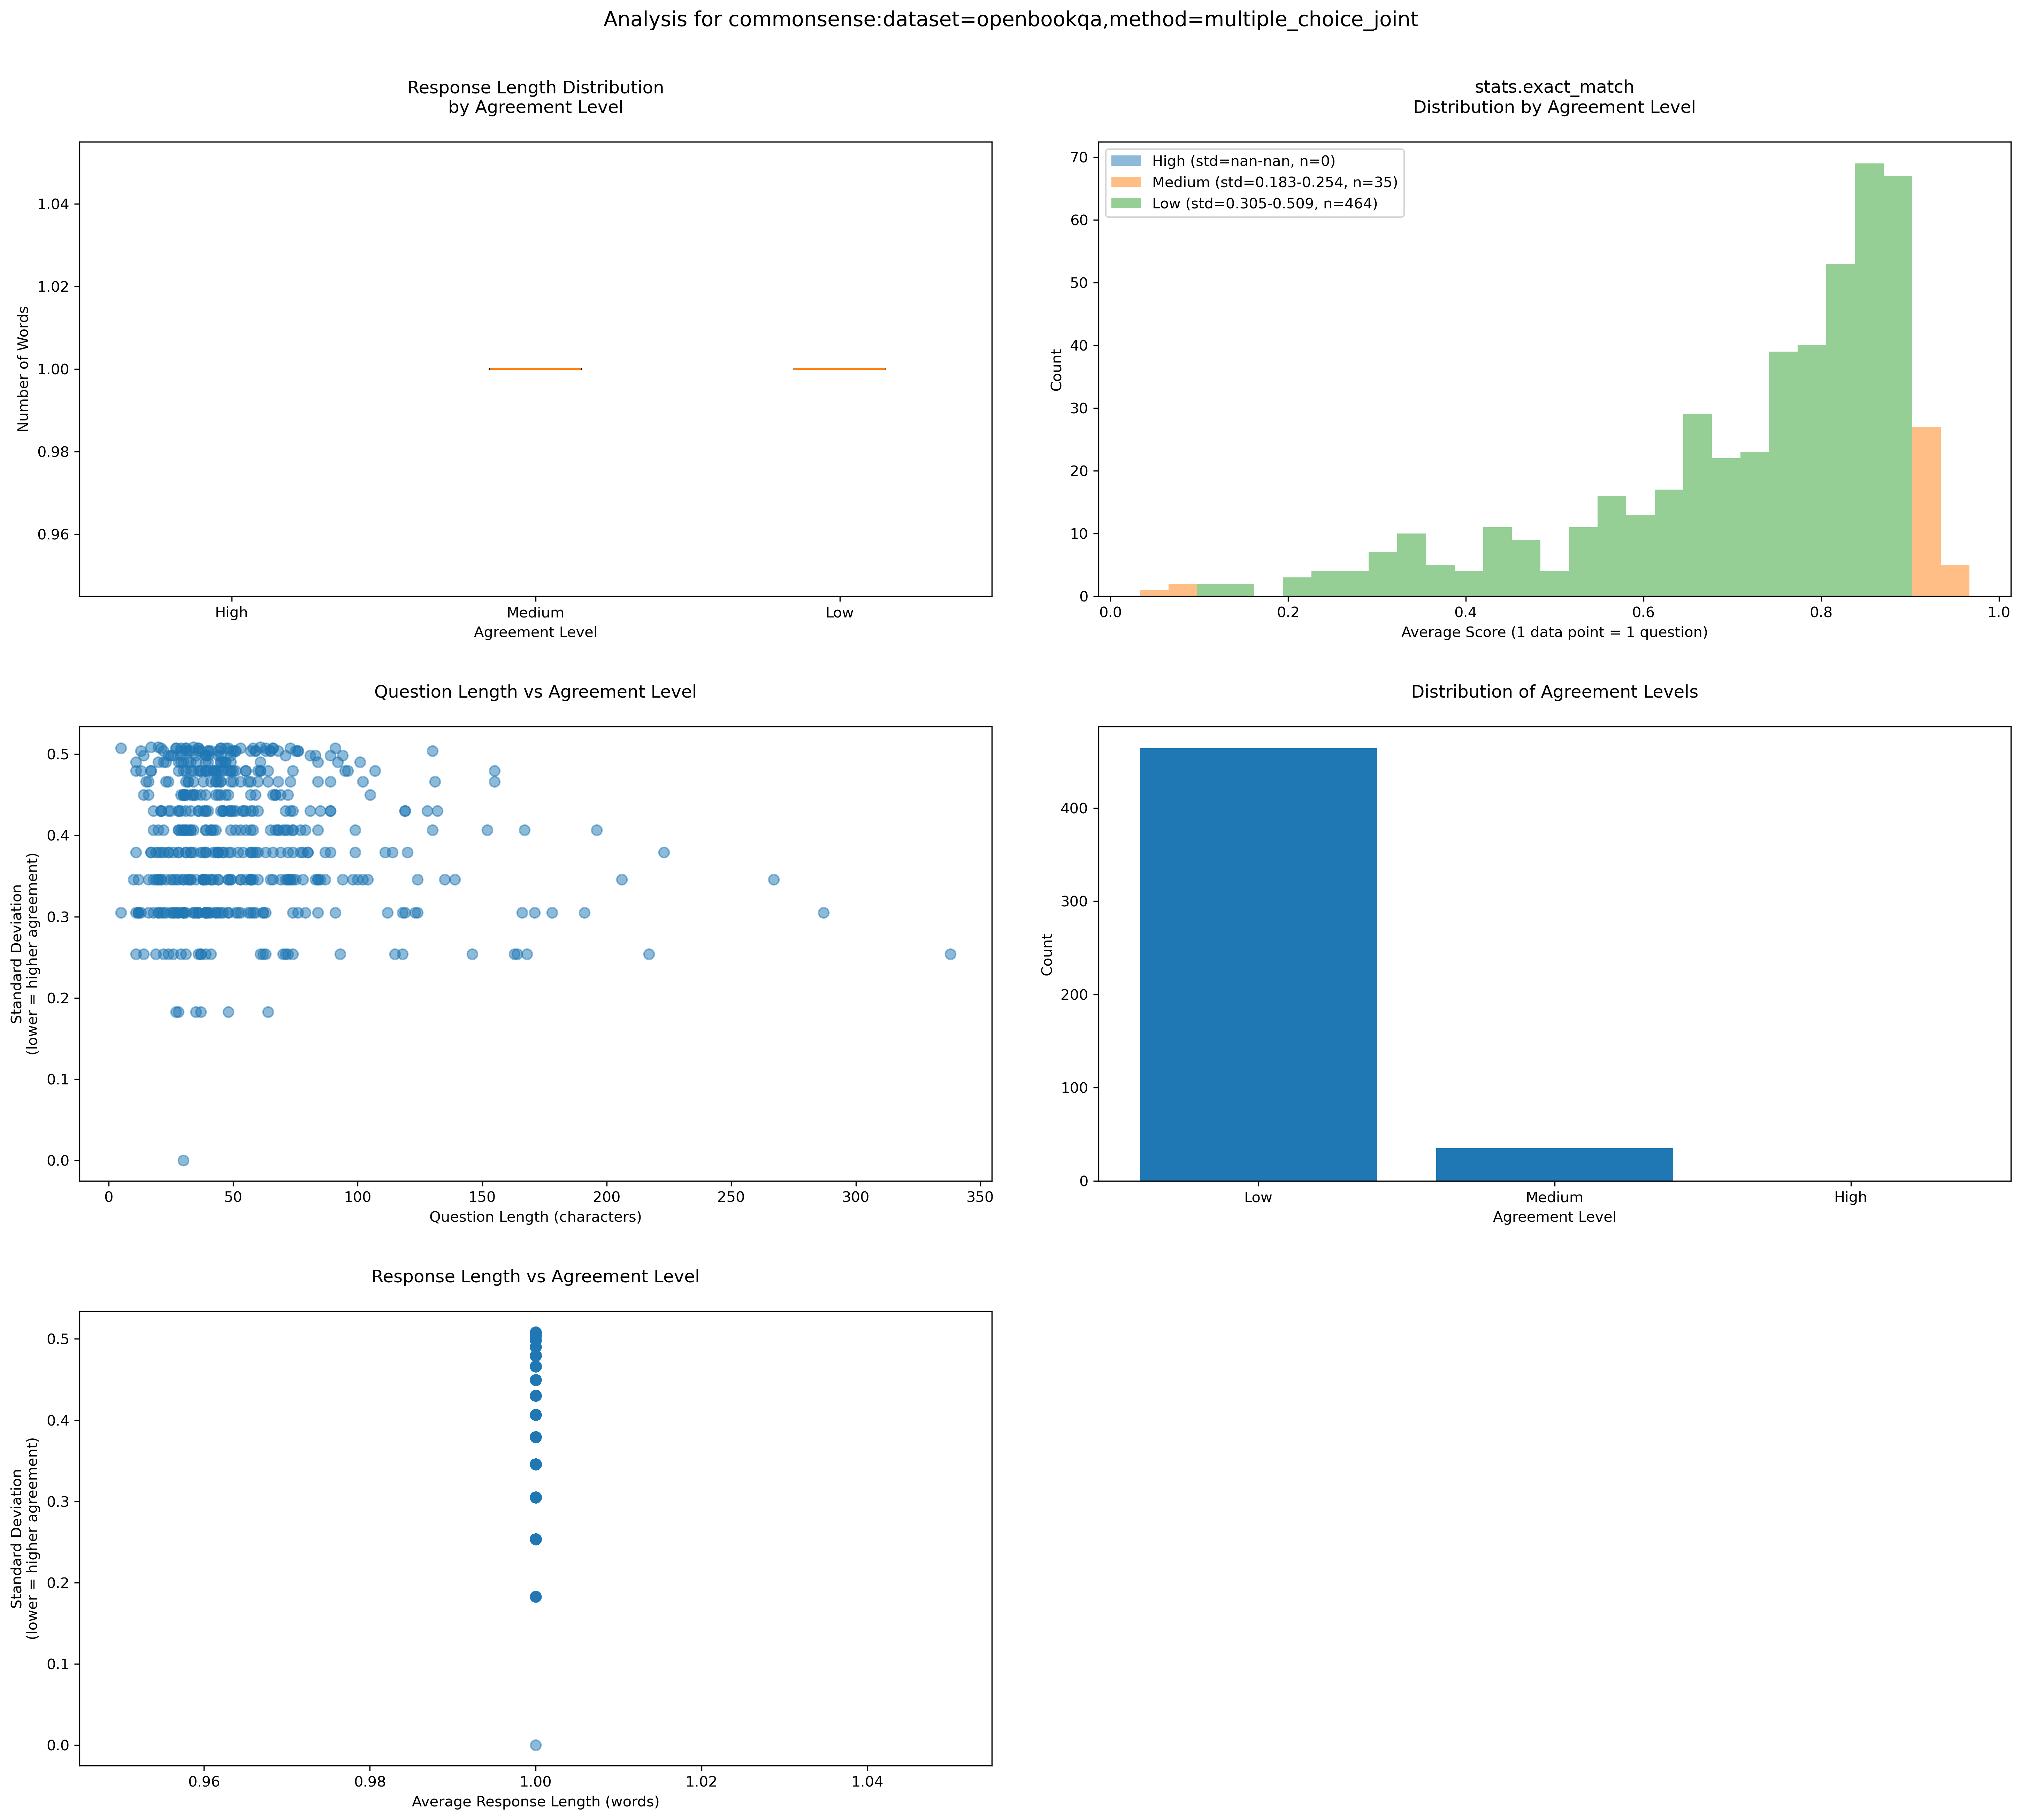 Analysis for commonsense:dataset=openbookqa,method=multiple_choice_joint
Response Length Distribution
by Agreement Level
Number of Words
1.04
1.02
1.00
0.98
0.96
High
Medium
Low
Agreement Level
stats.exact_match
Distribution by Agreement Level
High (std=nan-nan, n=0)
Medium (std=0.183-0.254, n=35)
Low (std=0.305-0.509, n=464)
Count
70
60
50
40
30
20
10
0
0.0
0.2
0.4
0.6
0.8
1.0
Average Score (1 data point = 1 question)
Question Length vs Agreement Level
Standard Deviation
(lower = higher agreement)
0.5
0.4
0.3
0.2
0.1
0.0
0
50
100
150
200
250
300
350
Question Length (characters)
Distribution of Agreement Levels
Count
400
300
200
100
0
Low
Medium
High
Agreement Level
Response Length vs Agreement Level
Standard Deviation
(lower = higher agreement)
0.5
0.4
0.3
0.2
0.1
0.0
0.96
0.98
1.00
1.02
1.04
Average Response Length (words)